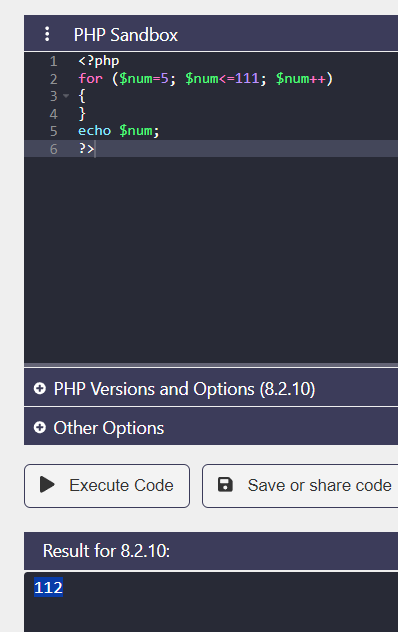 PHP Sandbox
1 <?php
2 for ($num=5; $num<=111; $num++)
3 {
4 }
5 echo $num;
6 ?>
PHP Versions and Options (8.2.10)
Other Options
Execute Code
Save or share code
Result for 8.2.10:
112